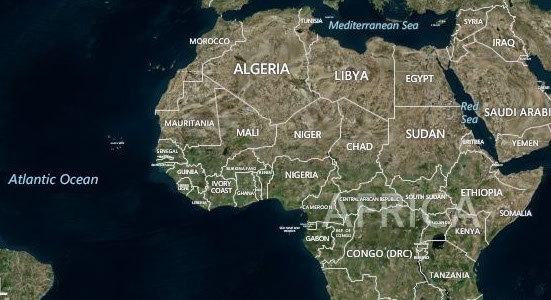 TUNISIA
Mediterranean Sea
SYRIA
MOROCCO
IRAQ
ALGERIA
LIBYA
EGYPT
Red
Sea
SAUDI ARABI
MAURITANIA
MALI
NIGER
CHAD
SUDAN
ERITREA
YEMEN
SENEGAL
GUINEA
BURKINA FASO
BENIN
NIGERIA
Atlantic Ocean
IVORY
COAST
GHANA
LIBERIA
CENTRAL AFRICAN REPUBLIC
SOUTH SUDAN
ETHIOPIA
CAMEROON
AFRICA
SOMALIA
UGANDA
KENYA
GABON
REP. OF
CONGO
CONGO (DRC)
TANZANIA